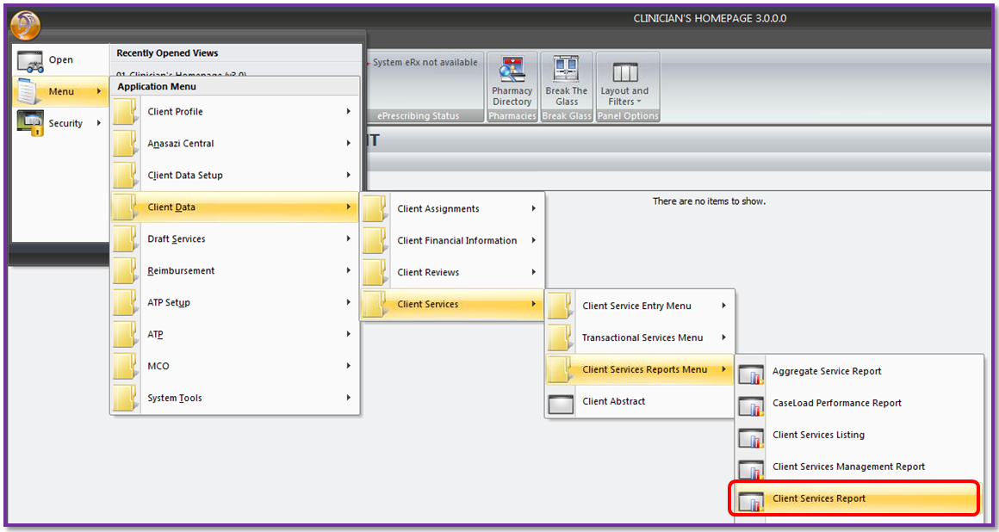 CLINICIAN'S HOMEPAGE 3.0.0.0
Open
Menu
Security
Recently Opened Views
01 Clinician's Homepage (v3.0)
Application Menu
Client Profile
Anasazi Central
Client Data Setup
Client Data
Draft Services
Reimbursement
ATP Setup
ATP
MCO
System Tools
System eRx not available
ePrescribing Status
Pharmacy
Directory
Pharmacies
Break The
Glass
Break Glass
Layout and
Filters
Panel Options
IT
There are no items to show.
Client Assignments
Client Financial Information
Client Reviews
Client Services
Client Service Entry Menu
Transactional Services Menu
Client Services Reports Menu
Client Abstract
Aggregate Service Report
CaseLoad Performance Report
Client Services Listing
Client Services Management Report
Client Services Report